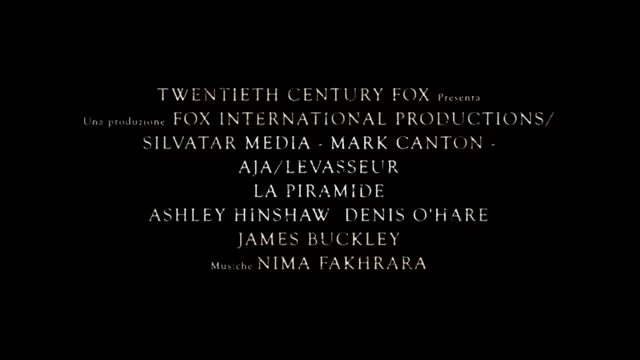 TWENTIETH CENTURY FOX Presenta
Una produzione FOX INTERNATIONAL PRODUCTIONS/
SILVATAR MEDIA - MARK CANTON -
AJA/LEVASSEUR
LA PIRAMIDE
ASHLEY HINSHAW DENIS O'HARE
JAMES BUCKLEY
Musiche NIMA FAKHRARA